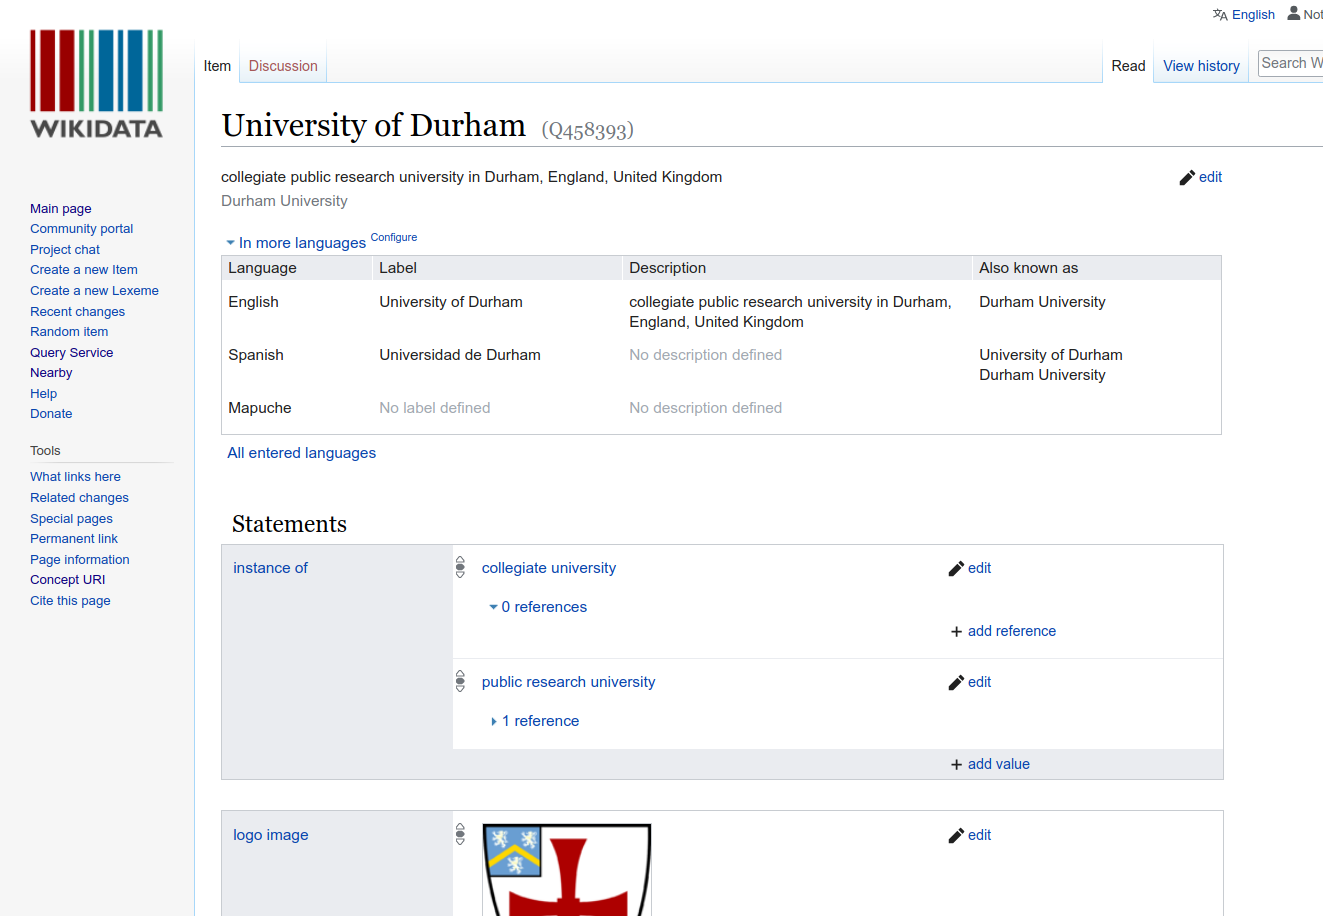 English Not
WIKIDATA
Item Discussion Read View history Search W
University of Durham (Q458393)
collegiate public research university in Durham, England, United Kingdom edit
Durham University
In more languages Configure
Language Label Description Also known as
English University of Durham collegiate public research university in Durham, England, United Kingdom Durham University
Spanish Universidad de Durham No description defined University of Durham
Durham University
Mapuche No label defined No description defined
All entered languages
Main page
Community portal
Project chat
Create a new Item
Create a new Lexeme
Recent changes
Random item
Query Service
Nearby
Help
Donate
Tools
What links here
Related changes
Special pages
Permanent link
Page information
Concept URI
Cite this page
Statements
instance of collegiate university edit
0 references
+ add reference
public research university edit
1 reference
+ add value
logo image edit